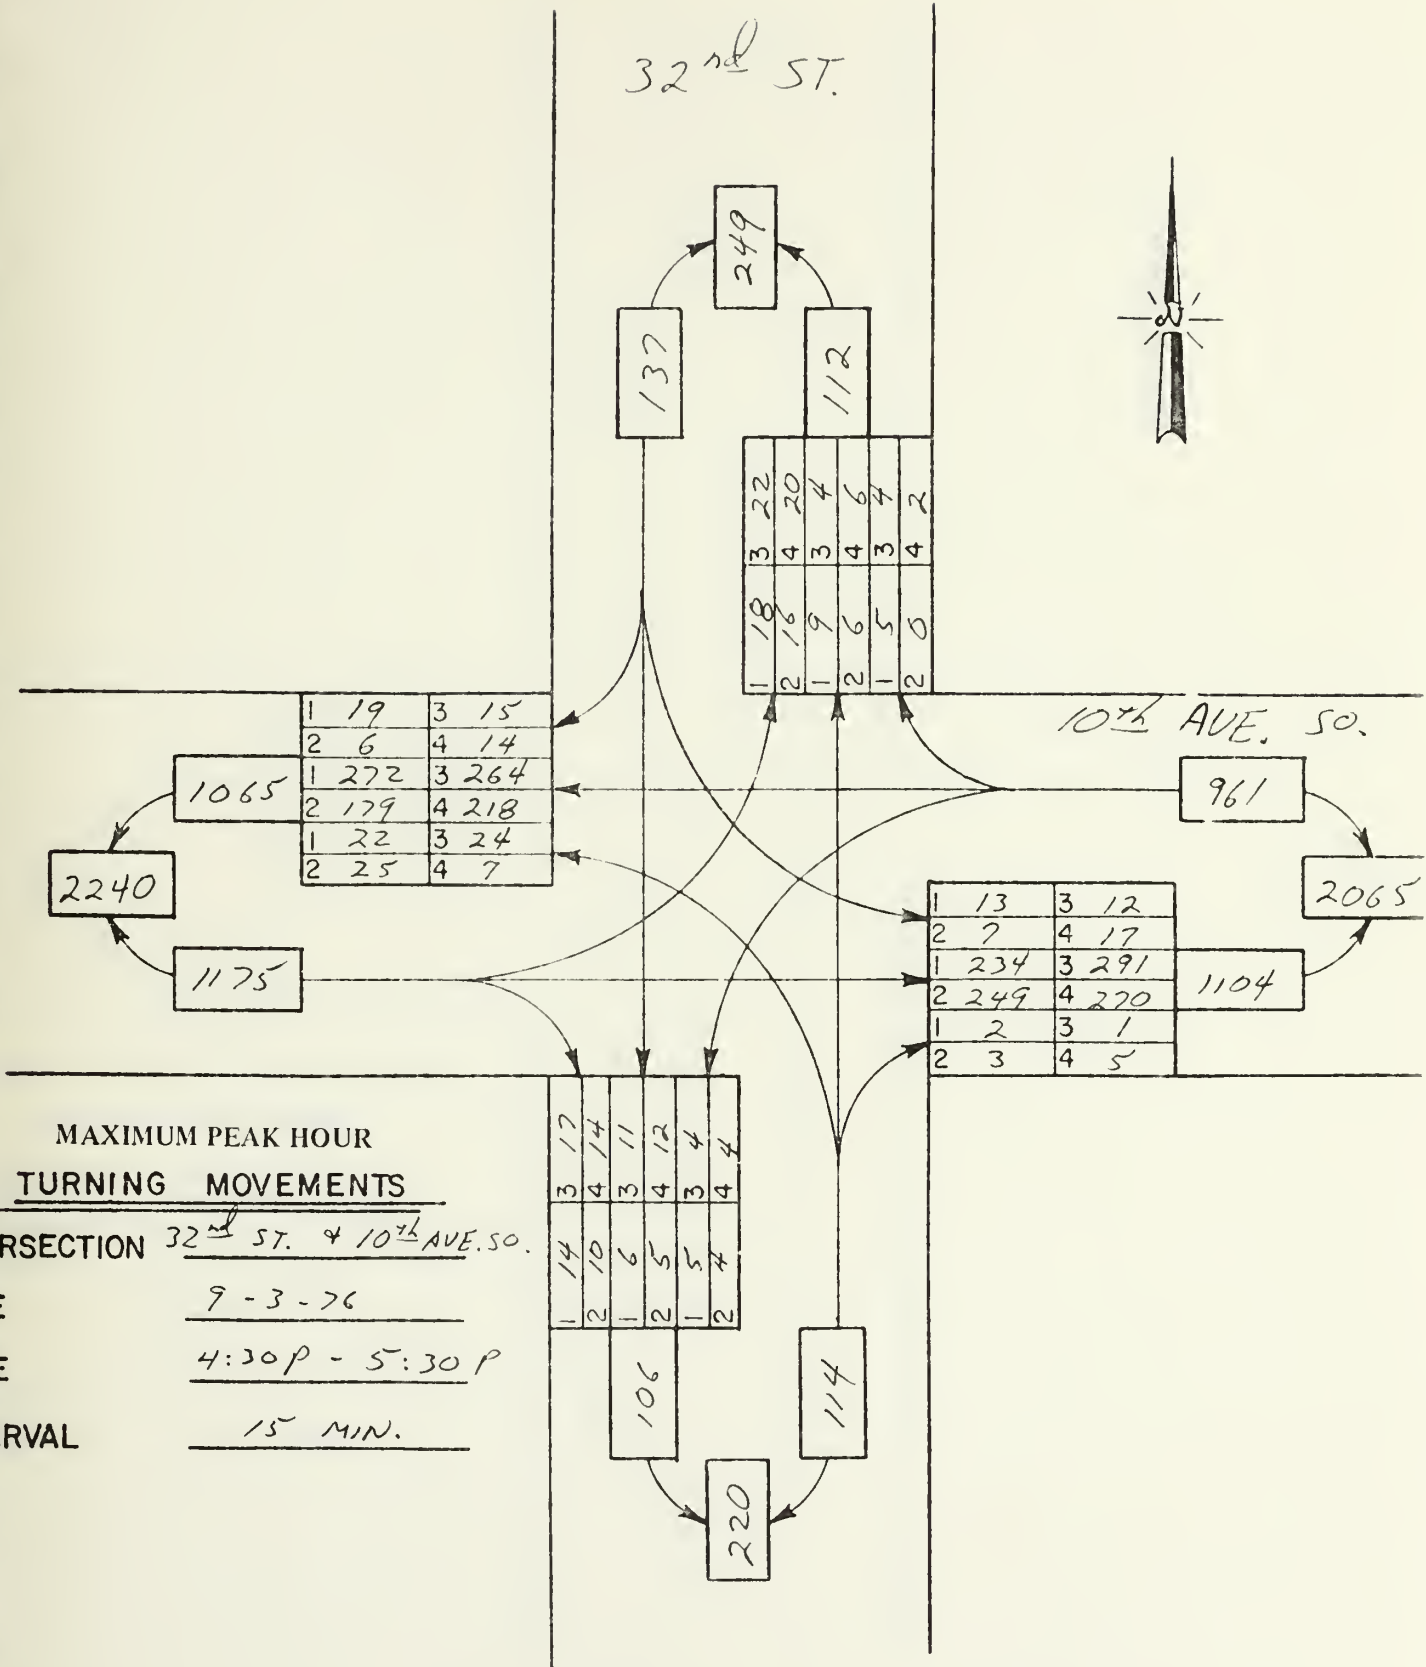 32nd ST.
249
137
112
3 22
4 20
3 4
4 6
3 4
4 2
1 18
2 16
1 9
2 6
1 5
2 0
N
10th AVE. SO.
1 19 3 15
2 6 4 14
1 272 3 264
2 179 4 218
1 22 3 24
2 25 4 7
1065
2240
1175
961
2065
1104
1 13 3 12
2 7 4 17
1 234 3 291
2 249 4 270
1 2 3 1
2 3 4 5
3 17
4 14
3 11
4 12
3 4
4 4
1 14
2 10
1 6
2 5
1 5
2 4
106
114
220
MAXIMUM PEAK HOUR
TURNING MOVEMENTS
RSECTION 32nd ST. & 10th AVE. SO.
E 9-3-76
E 4:30P - 5:30P
RVAL 15 MIN.